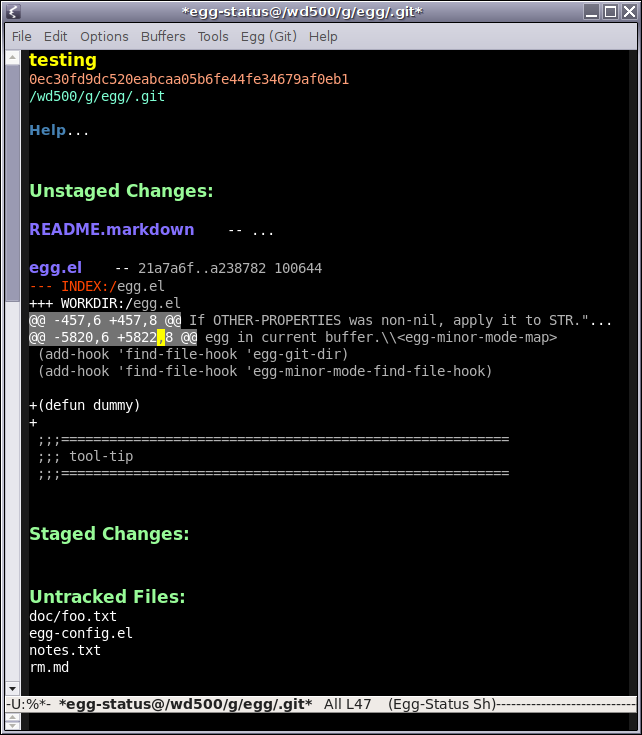 *egg-status@/wd500/g/egg/.git*
File Edit Options Buffers Tools Egg (Git) Help
testing
0ec30fd9dc520eabcaa05b6fe44fe34679af0eb1
/wd500/g/egg/.git
Help...
Unstaged Changes:
README.markdown -- ...
egg.el -- 21a7a6f..a238782 100644
--- INDEX:/egg.el
+++ WORKDIR:/egg.el
@@ -457,6 +457,8 @@ If OTHER-PROPERTIES was non-nil, apply it to STR."...
@@ -5820,6 +5822,8 @@ egg in current buffer.\\<egg-minor-mode-map>
(add-hook 'find-file-hook 'egg-git-dir)
(add-hook 'find-file-hook 'egg-minor-mode-find-file-hook)
+(defun dummy)
+
;;;========================================================
;;; tool-tip
;;;========================================================
Staged Changes:
Untracked Files:
doc/foo.txt
egg-config.el
notes.txt
rm.md
-U:%*- *egg-status@/wd500/g/egg/.git* All L47 (Egg-Status Sh)----------------------------